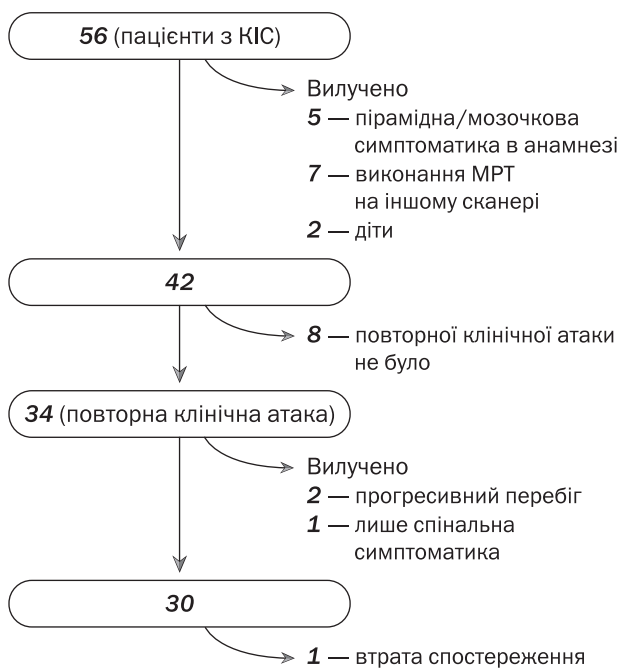 56 (пацієнти з КІС)
Вилучено
5 — пірамідна/мозочкова
симптоматика в анамнезі
7 — виконання МРТ
на іншому сканері
2 — діти
42
8 — повторної клінічної атаки
не було
34 (повторна клінічна атака)
Вилучено
2 — прогресивний перебіг
1 — лише спінальна
симптоматика
30
1 — втрата спостереження